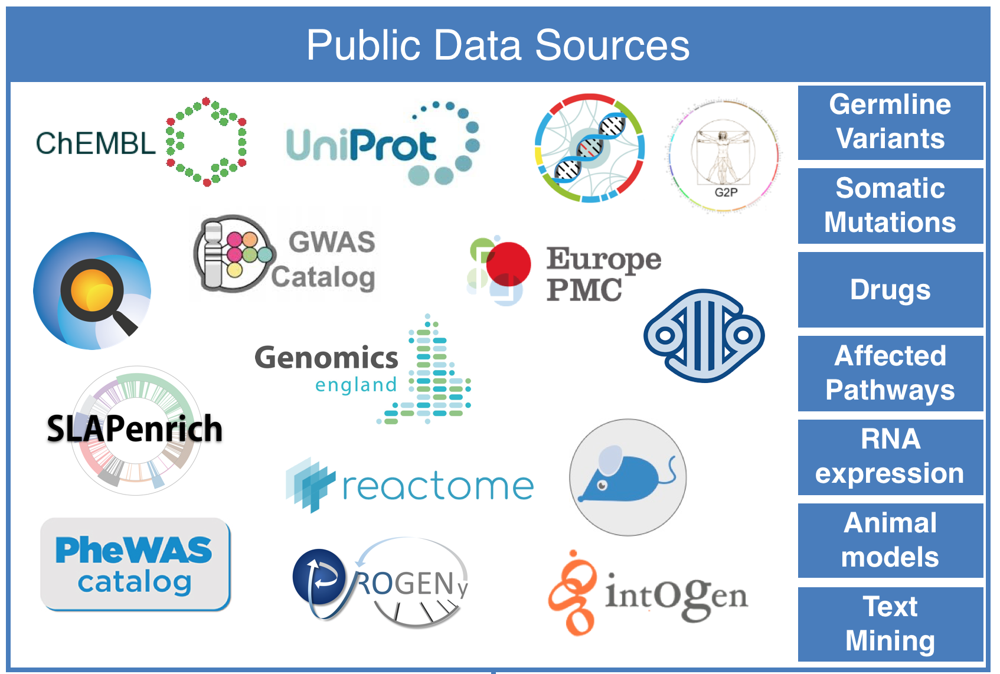 Public Data Sources
ChEMBL
UniProt
G2P
GWAS
Catalog
Europe
PMC
Genomics
england
SLAPenrich
reactome
PheWAS
catalog
PROGENy
intOgen
Germline
Variants
Somatic
Mutations
Drugs
Affected
Pathways
RNA
expression
Animal
models
Text
Mining